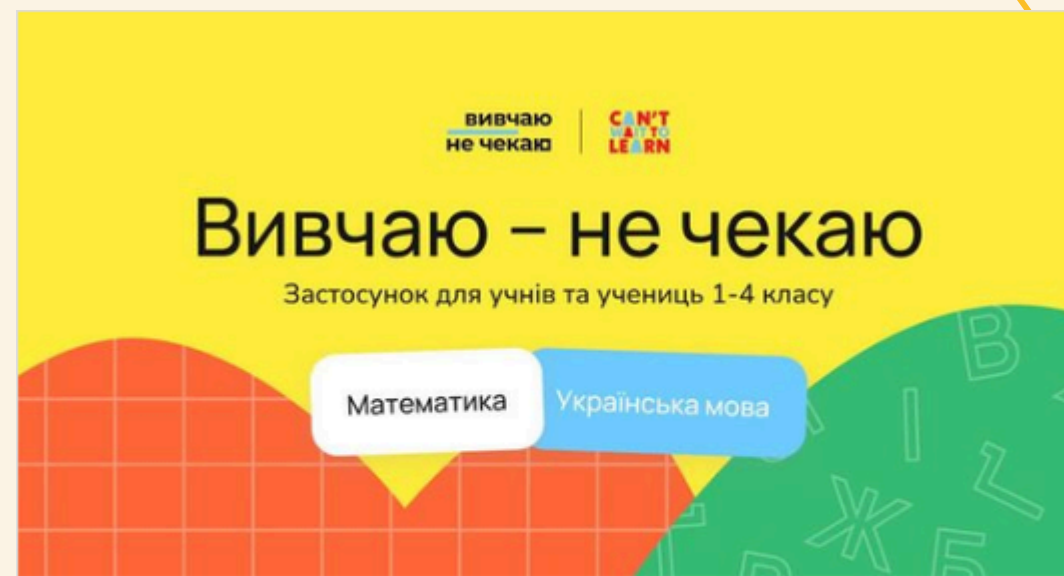 вивчаю
не чекаю
CAN'T
WAIT TO
LEARN
Вивчаю – не чекаю
Застосунок для учнів та учениць 1-4 класу
Математика
Українська мова
В
І
Ж
Б